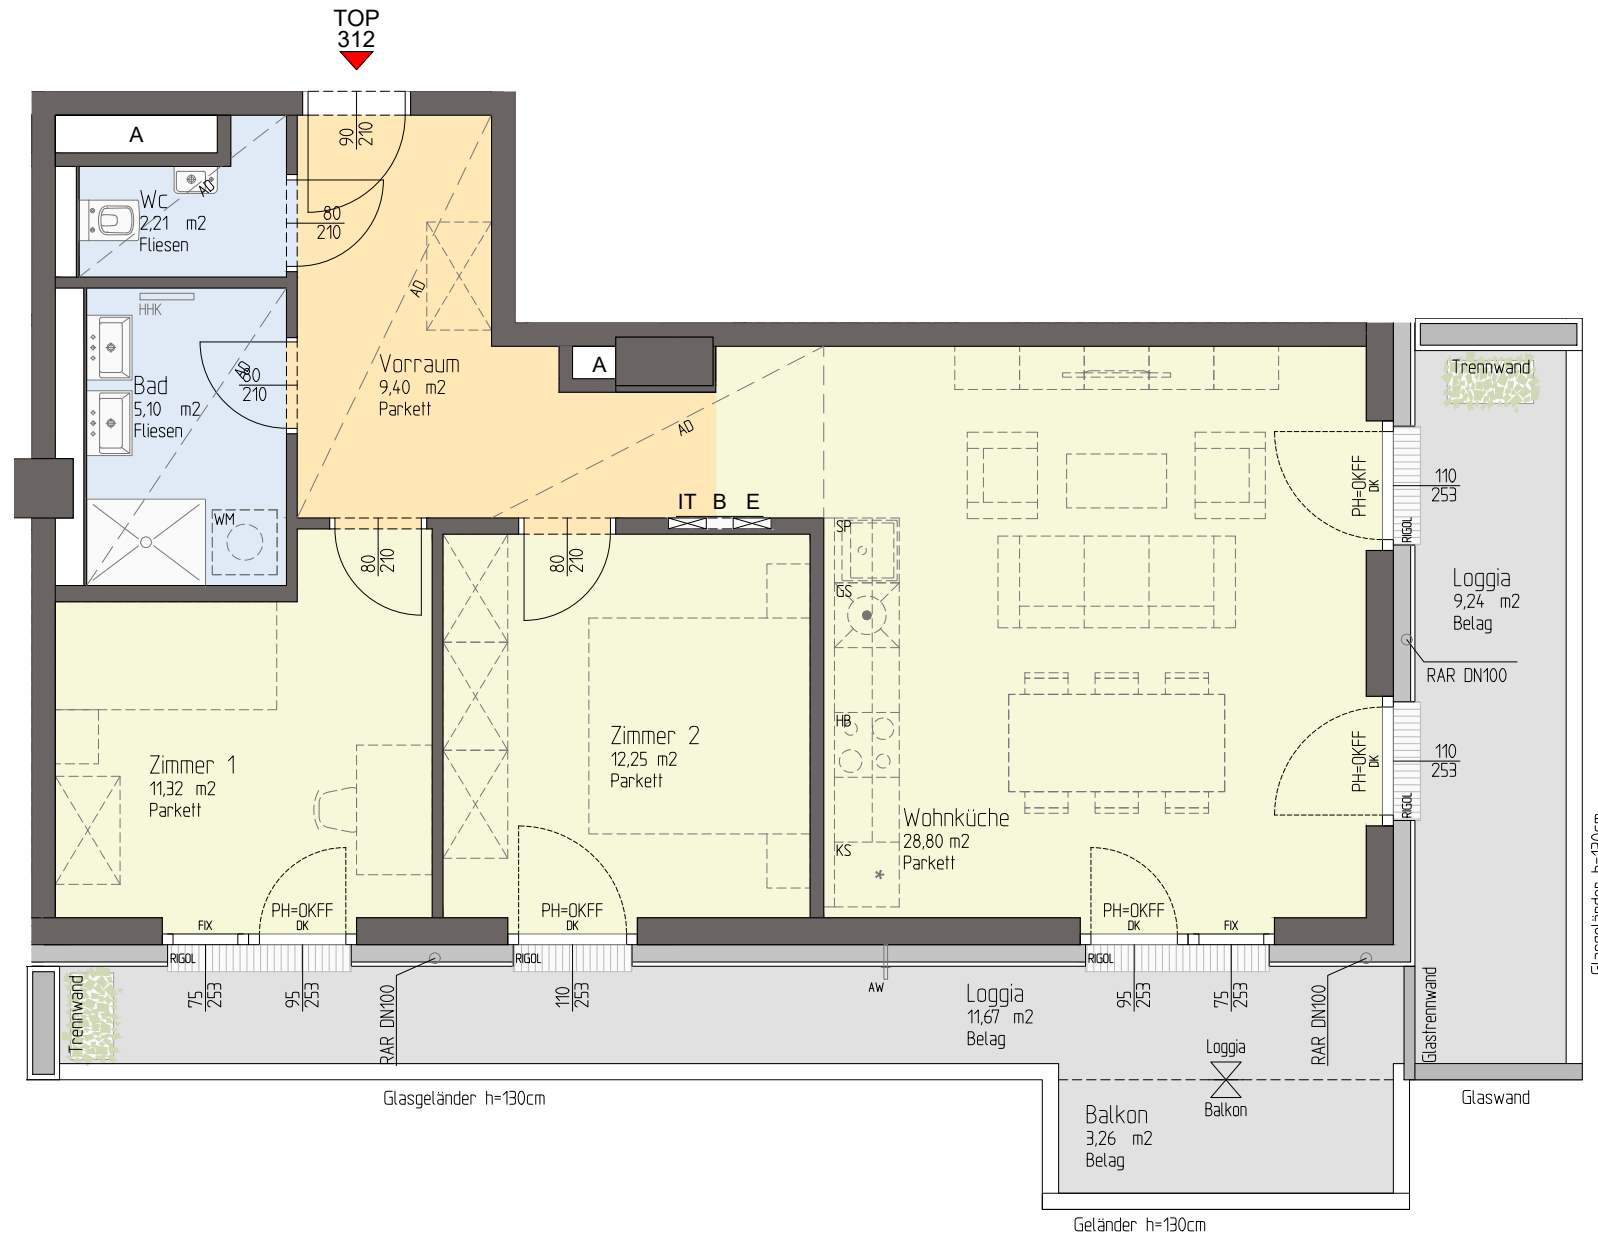 TOP
312
A
90
210
Wc
2,21 m2
Fliesen
AD
80
210
AD
HHK
Bad
5,10 m2
Fliesen
AD
80
210
Vorraum
9,40 m2
Parkett
A
AD
WM
IT B E
80
210
80
210
SP
GS
HB
KS
*
Zimmer 1
11,32 m2
Parkett
Zimmer 2
12,25 m2
Parkett
Wohnküche
28,80 m2
Parkett
Trennwand
PH=OKFF
DK
RIGOL
110
253
Loggia
9,24 m2
Belag
RAR DN100
PH=OKFF
DK
RIGOL
110
253
Glasgeländer h=130cm
PH=OKFF
FIX
DK
PH=OKFF
DK
PH=OKFF
DK
FIX
RIGOL
RIGOL
RIGOL
Trennwand
75
253
95
253
RAR DN100
110
253
AW
Loggia
11,67 m2
Belag
95
253
75
253
RAR DN100
Glastrennwand
Loggia
Balkon
Glasgeländer h=130cm
Glaswand
Balkon
3,26 m2
Belag
Geländer h=130cm